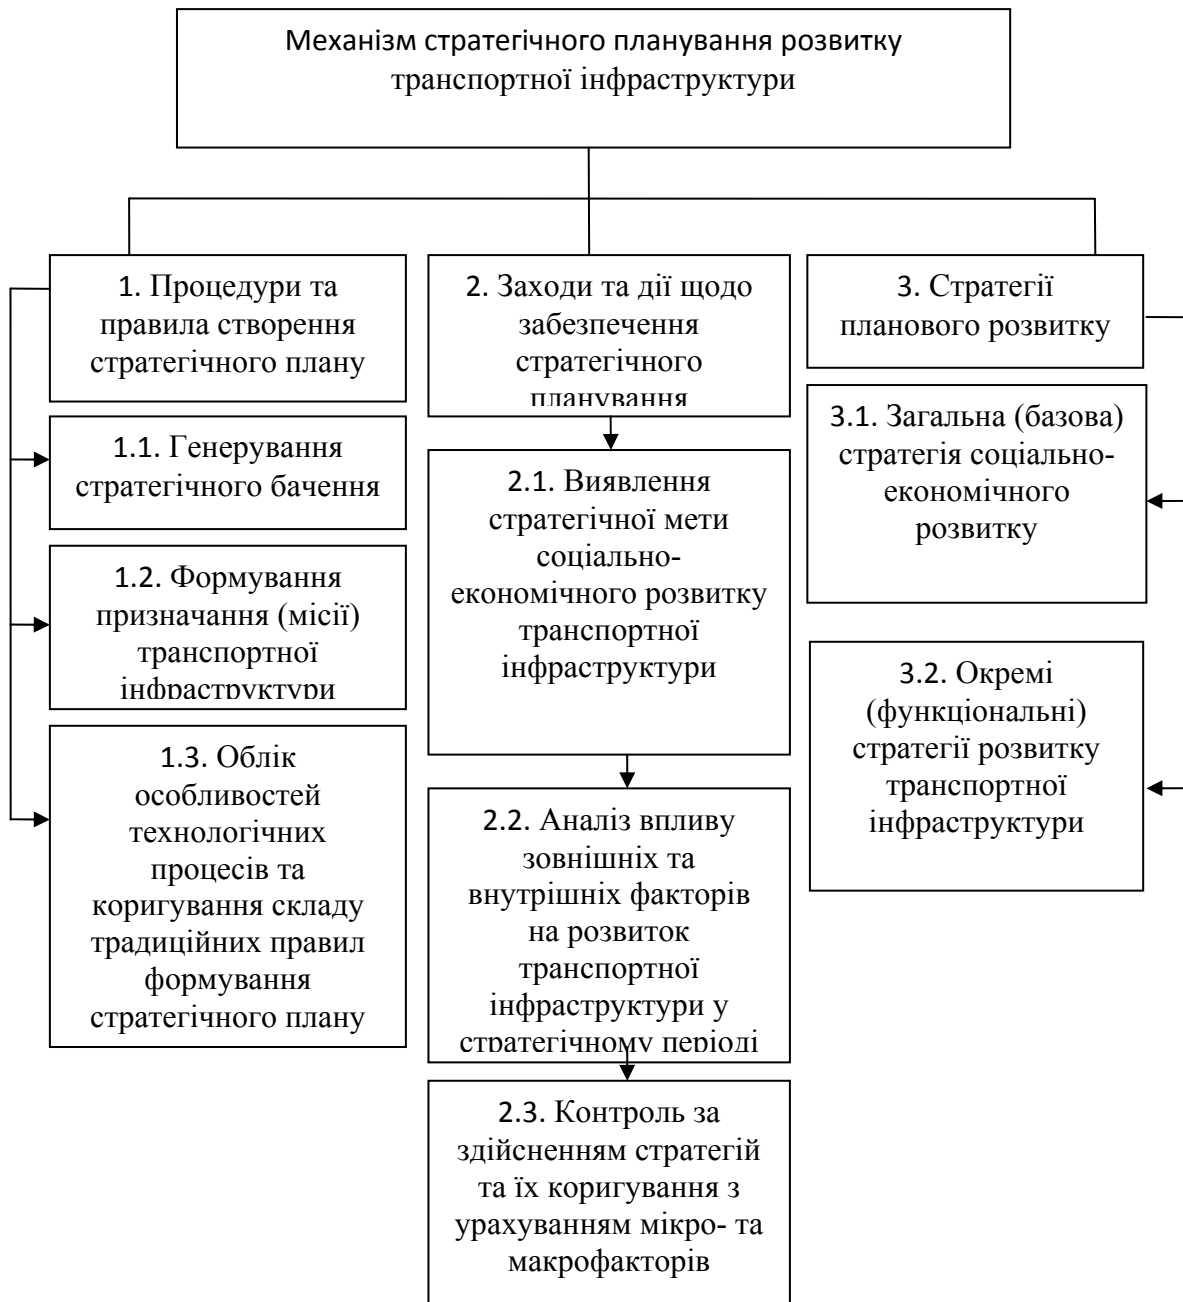 Механізм стратегічного планування розвитку
транспортної інфраструктури
1. Процедури та
правила створення
стратегічного плану
1.1. Генерування
стратегічного бачення
1.2. Формування
призначання (місії)
транспортної
інфраструктури
1.3. Облік
особливостей
технологічних
процесів та
коригування складу
традиційних правил
формування
стратегічного плану
2. Заходи та дії щодо
забезпечення
стратегічного
планування
2.1. Виявлення
стратегічної мети
соціально-
економічного розвитку
транспортної
інфраструктури
2.2. Аналіз впливу
зовнішніх та
внутрішніх факторів
на розвиток
транспортної
інфраструктури у
стратегічному періоді
2.3. Контроль за
здійсненням стратегій
та їх коригування з
урахуванням мікро- та
макрофакторів
3. Стратегії
планового розвитку
3.1. Загальна (базова)
стратегія соціально-
економічного
розвитку
3.2. Окремі
(функціональні)
стратегії розвитку
транспортної
інфраструктури